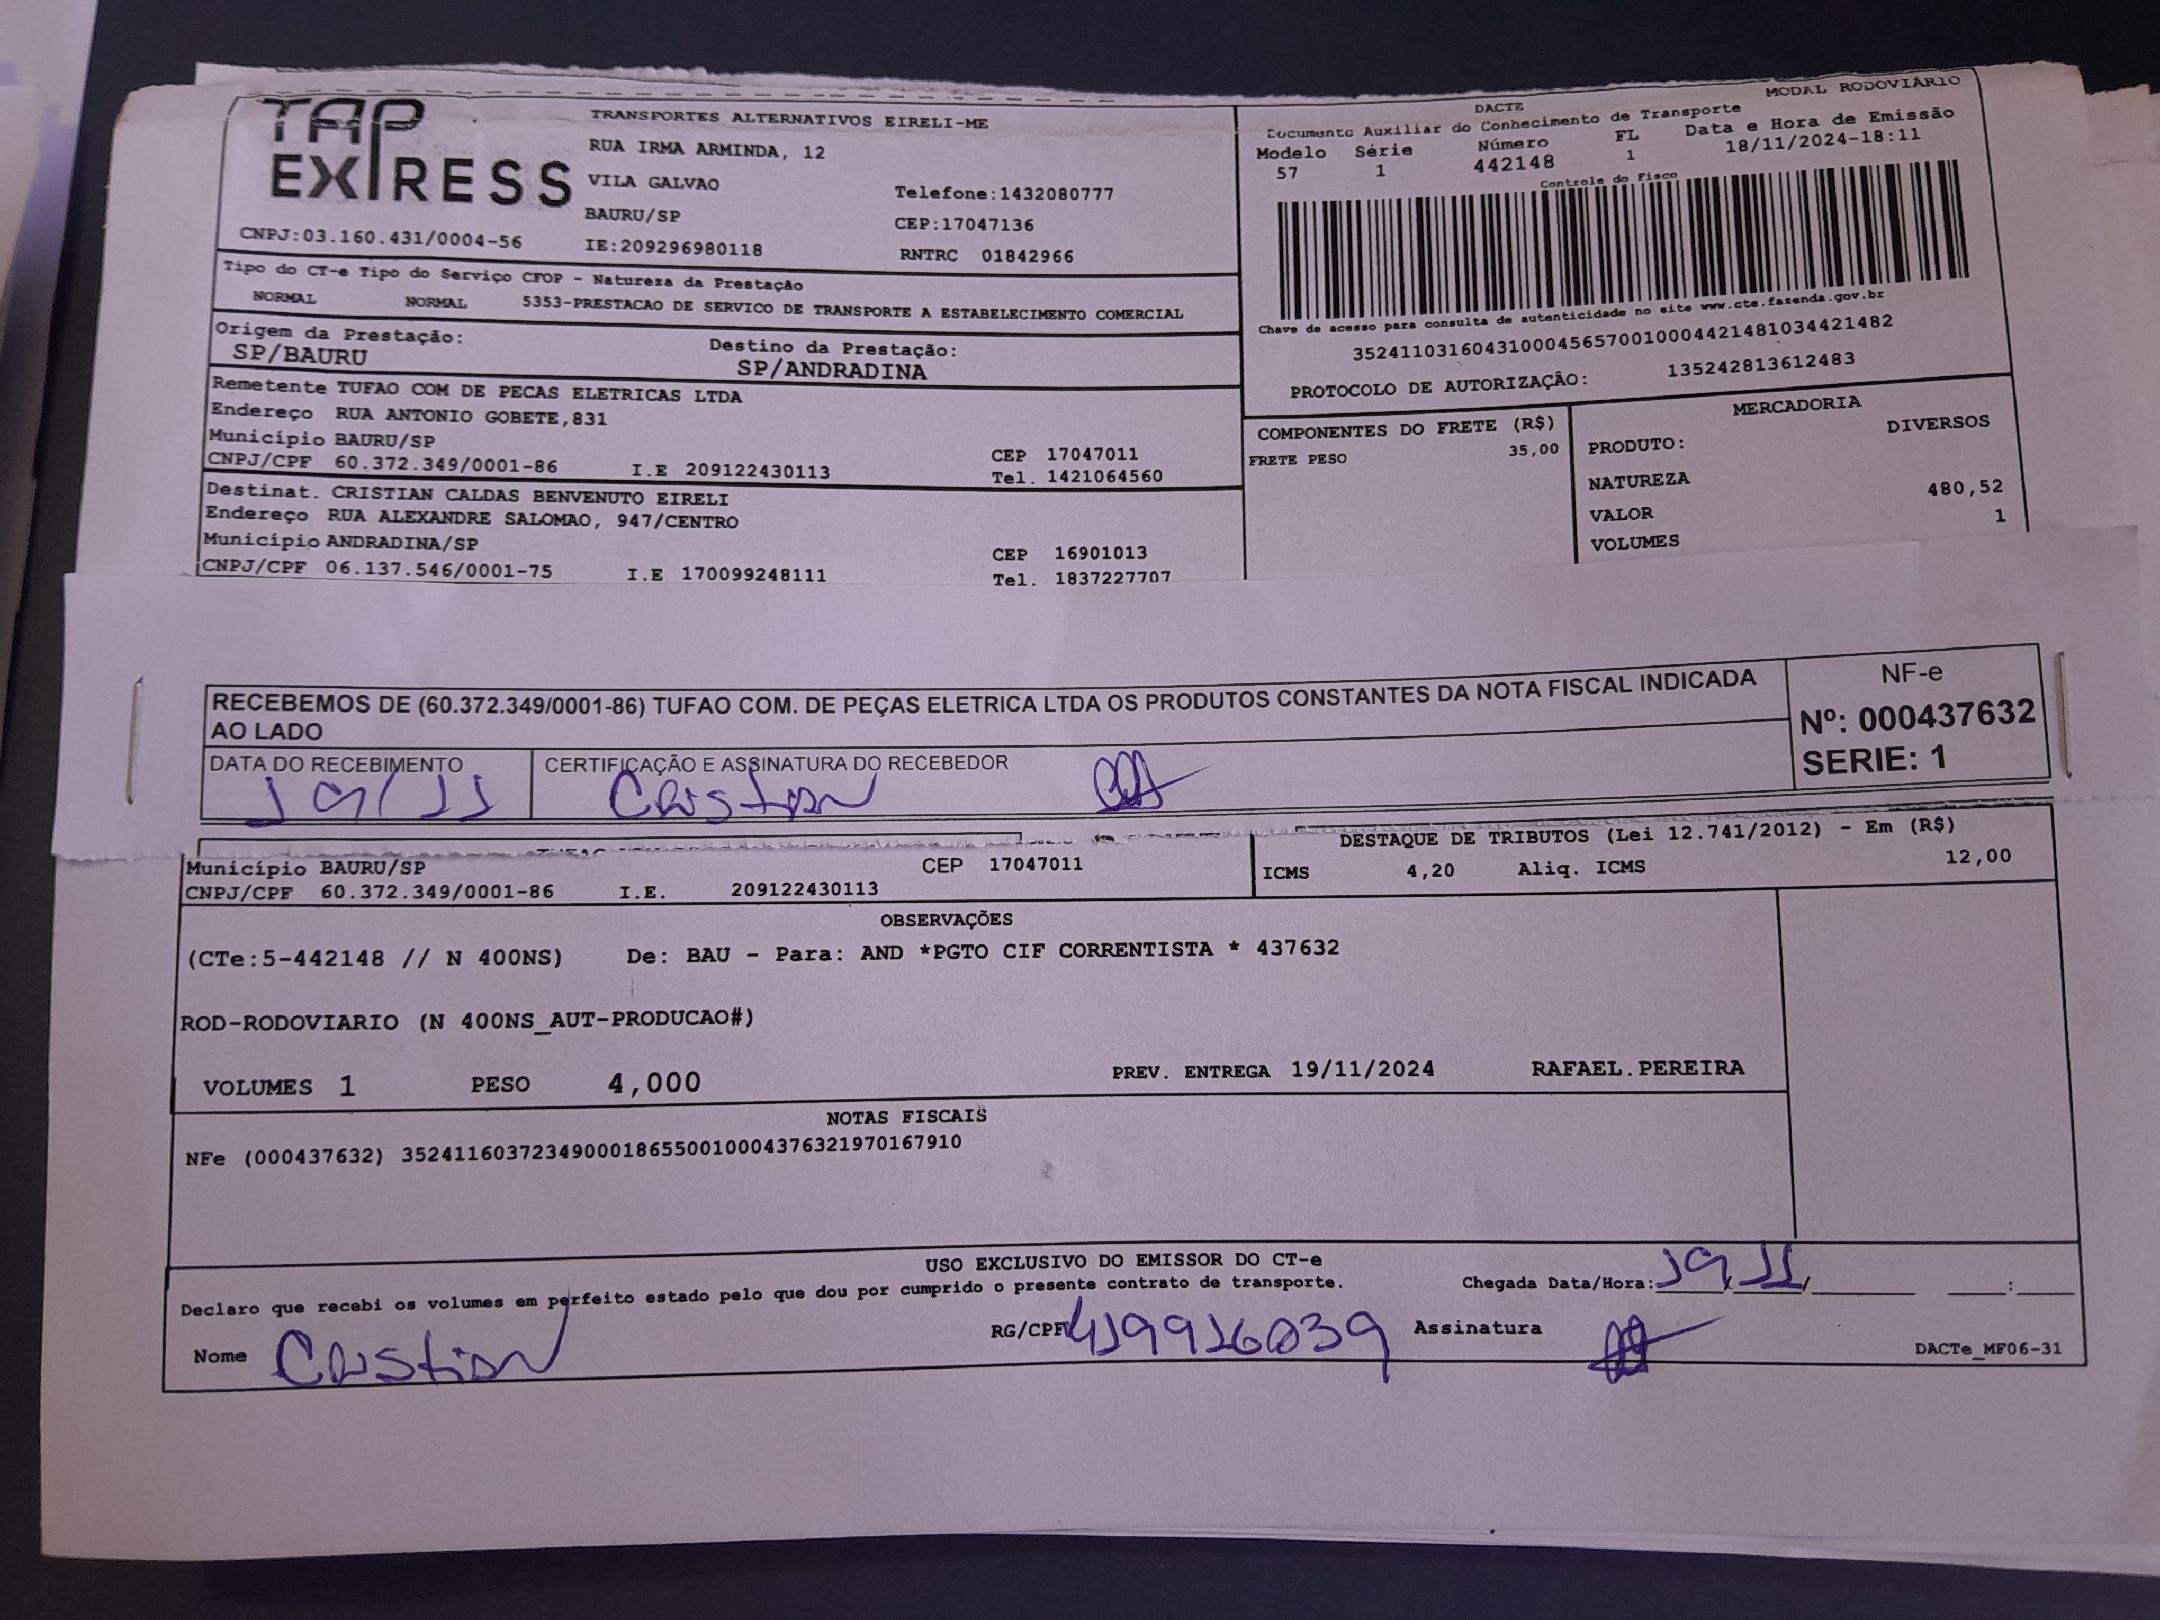 TAP EXPRESS
TRANSPORTES ALTERNATIVOS EIRELI-ME
RUA IRMA ARMINDA, 12
VILA GALVAO Telefone:1432080777
BAURU/SP CEP:17047136
CNPJ:03.160.431/0004-56 IE:209296980118 RNTRC 01842966
MODAL RODOVIÁRIO
DACTE
Documento Auxiliar do Conhecimento de Transporte
Modelo Série Número FL Data e Hora de Emissão
57 1 442148 1 18/11/2024-18:11
Controle do Fisco
Chave de acesso para consulta de autenticidade no site www.cte.fazenda.gov.br
35241103160431000456570010004421481034421482
PROTOCOLO DE AUTORIZAÇÃO: 135242813612483
Tipo do CT-e Tipo do Serviço CFOP - Natureza da Prestação
NORMAL NORMAL 5353-PRESTACAO DE SERVICO DE TRANSPORTE A ESTABELECIMENTO COMERCIAL
Origem da Prestação: Destino da Prestação:
SP/BAURU SP/ANDRADINA
Remetente TUFAO COM DE PECAS ELETRICAS LTDA
Endereço RUA ANTONIO GOBETE,831
Município BAURU/SP CEP 17047011
CNPJ/CPF 60.372.349/0001-86 I.E 209122430113 Tel. 1421064560
Destinat. CRISTIAN CALDAS BENVENUTO EIRELI
Endereço RUA ALEXANDRE SALOMAO, 947/CENTRO
Município ANDRADINA/SP CEP 16901013
CNPJ/CPF 06.137.546/0001-75 I.E 170099248111 Tel. 1837227707
COMPONENTES DO FRETE (R$)
FRETE PESO 35,00
MERCADORIA
PRODUTO: DIVERSOS
NATUREZA
VALOR 480,52
VOLUMES 1
RECEBEMOS DE (60.372.349/0001-86) TUFAO COM. DE PEÇAS ELETRICA LTDA OS PRODUTOS CONSTANTES DA NOTA FISCAL INDICADA
AO LADO
NF-e
Nº: 000437632
SERIE: 1
DATA DO RECEBIMENTO CERTIFICAÇÃO E ASSINATURA DO RECEBEDOR
19/11 Cristian
Município BAURU/SP CEP 17047011
CNPJ/CPF 60.372.349/0001-86 I.E. 209122430113
DESTAQUE DE TRIBUTOS (Lei 12.741/2012) - Em (R$)
ICMS 4,20 Aliq. ICMS 12,00
OBSERVAÇÕES
(CTe:5-442148 // N 400NS) De: BAU - Para: AND *PGTO CIF CORRENTISTA * 437632
ROD-RODOVIARIO (N 400NS_AUT-PRODUCAO#)
VOLUMES 1 PESO 4,000 PREV. ENTREGA 19/11/2024 RAFAEL.PEREIRA
NOTAS FISCAIS
NFe (000437632) 35241160372349000186550010004376321970167910
USO EXCLUSIVO DO EMISSOR DO CT-e
Declaro que recebi os volumes em perfeito estado pelo que dou por cumprido o presente contrato de transporte. Chegada Data/Hora: 19/11/ :
Nome Cristian RG/CPF 419916039 Assinatura
DACTe_MF06-31